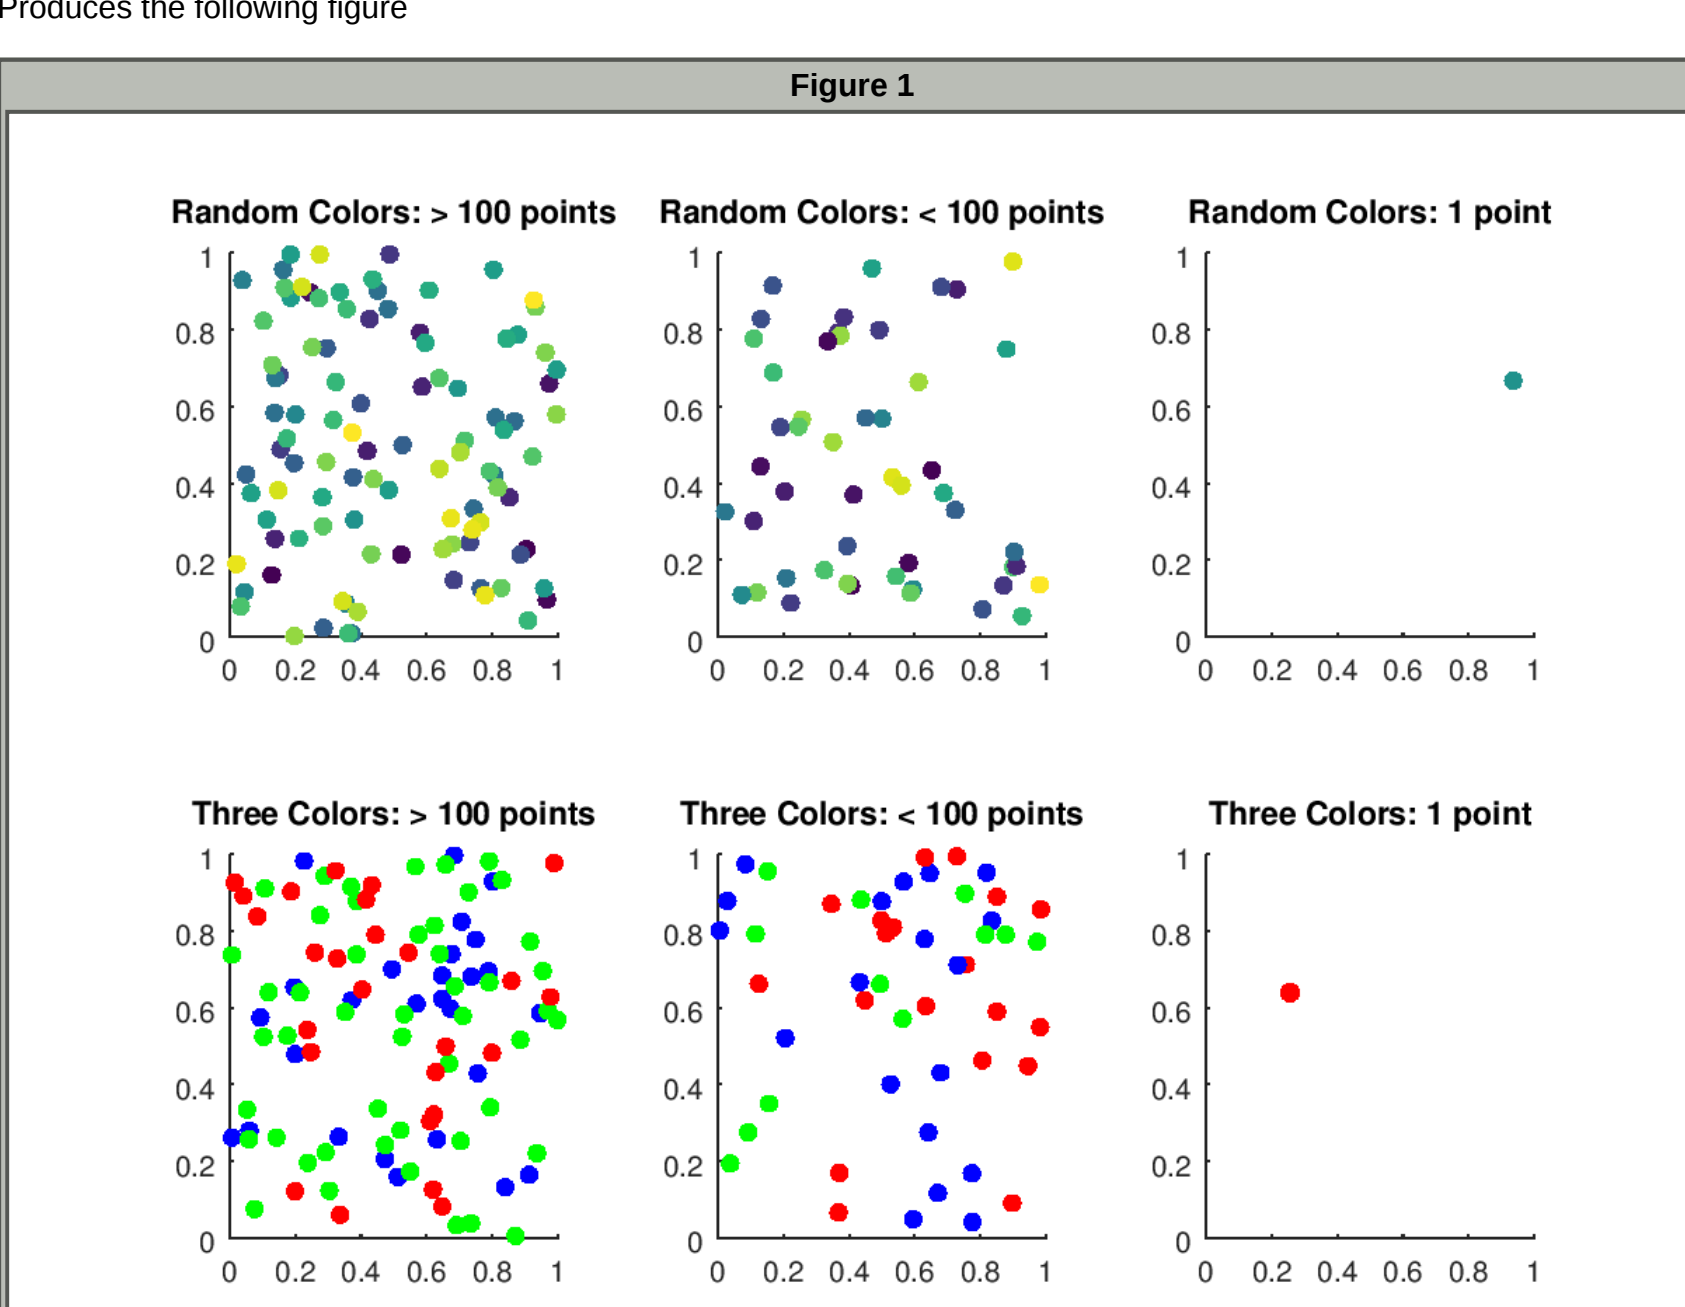 Produces the following figure
Figure 1
Random Colors: > 100 points
Random Colors: < 100 points
Random Colors: 1 point
1
0.8
0.6
0.4
0.2
0
0 0.2 0.4 0.6 0.8 1
1
0.8
0.6
0.4
0.2
0
0 0.2 0.4 0.6 0.8 1
1
0.8
0.6
0.4
0.2
0
0 0.2 0.4 0.6 0.8 1
Three Colors: > 100 points
Three Colors: < 100 points
Three Colors: 1 point
1
0.8
0.6
0.4
0.2
0
0 0.2 0.4 0.6 0.8 1
1
0.8
0.6
0.4
0.2
0
0 0.2 0.4 0.6 0.8 1
1
0.8
0.6
0.4
0.2
0
0 0.2 0.4 0.6 0.8 1